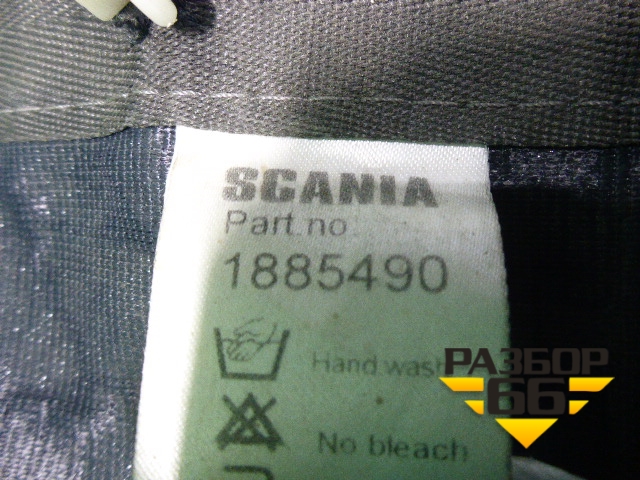 SCANIA
Part.no
1885490
Hand wash
No bleach
РАЗБОР
66